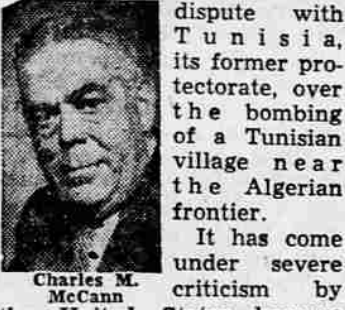 dispute with
Tunisia,
its former pro-
tectorate, over
the bombing
of a Tunisian
village near
the Algerian
frontier.
It has come
under severe
criticism by
Charles M.
McCann